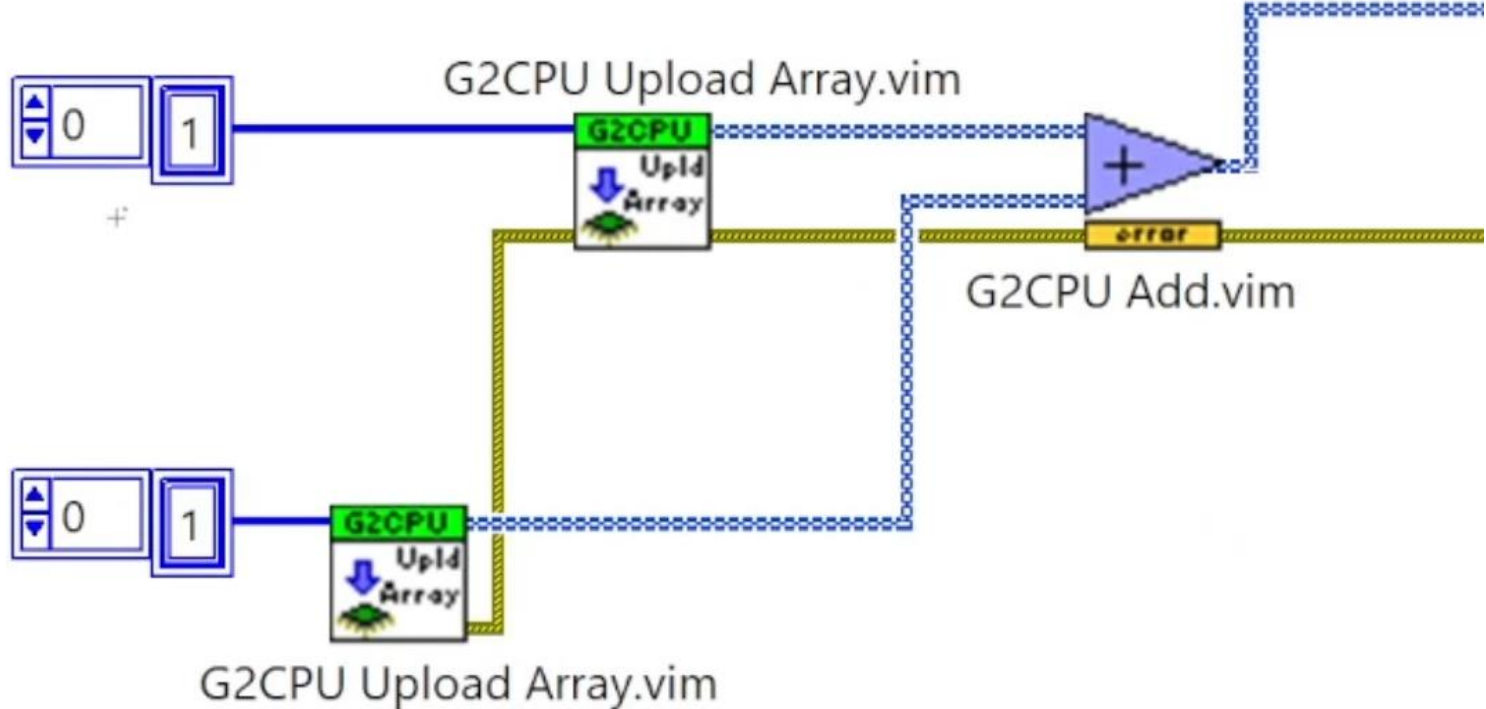 G2CPU Upload Array.vim
0
1
G2CPU
Upld
Array
+
error
G2CPU Add.vim
0
1
G2CPU
Upld
Array
G2CPU Upload Array.vim